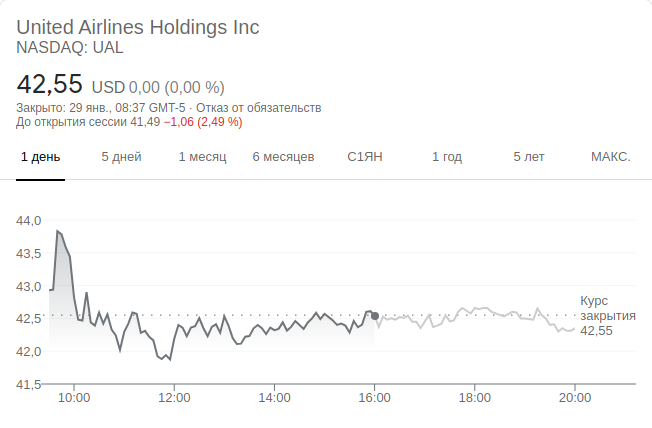 United Airlines Holdings Inc
NASDAQ: UAL
42,55 USD 0,00 (0,00 %)
Закрыто: 29 янв., 08:37 GMT-5 · Отказ от обязательств
До открытия сессии 41,49 −1,06 (2,49 %)
1 день 5 дней 1 месяц 6 месяцев С1ЯН 1 год 5 лет МАКС.
44,0
43,5
43,0
42,5
42,0
41,5
Курс
закрытия
42,55
10:00 12:00 14:00 16:00 18:00 20:00